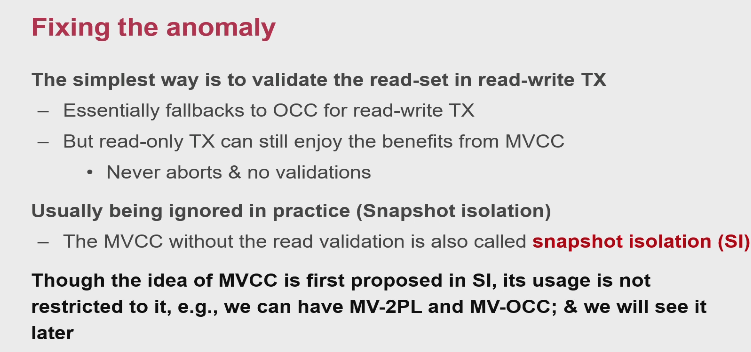 Fixing the anomaly
The simplest way is to validate the read-set in read-write TX
– Essentially fallbacks to OCC for read-write TX
– But read-only TX can still enjoy the benefits from MVCC
• Never aborts & no validations
Usually being ignored in practice (Snapshot isolation)
– The MVCC without the read validation is also called snapshot isolation (SI)
Though the idea of MVCC is first proposed in SI, its usage is not
restricted to it, e.g., we can have MV-2PL and MV-OCC; & we will see it
later